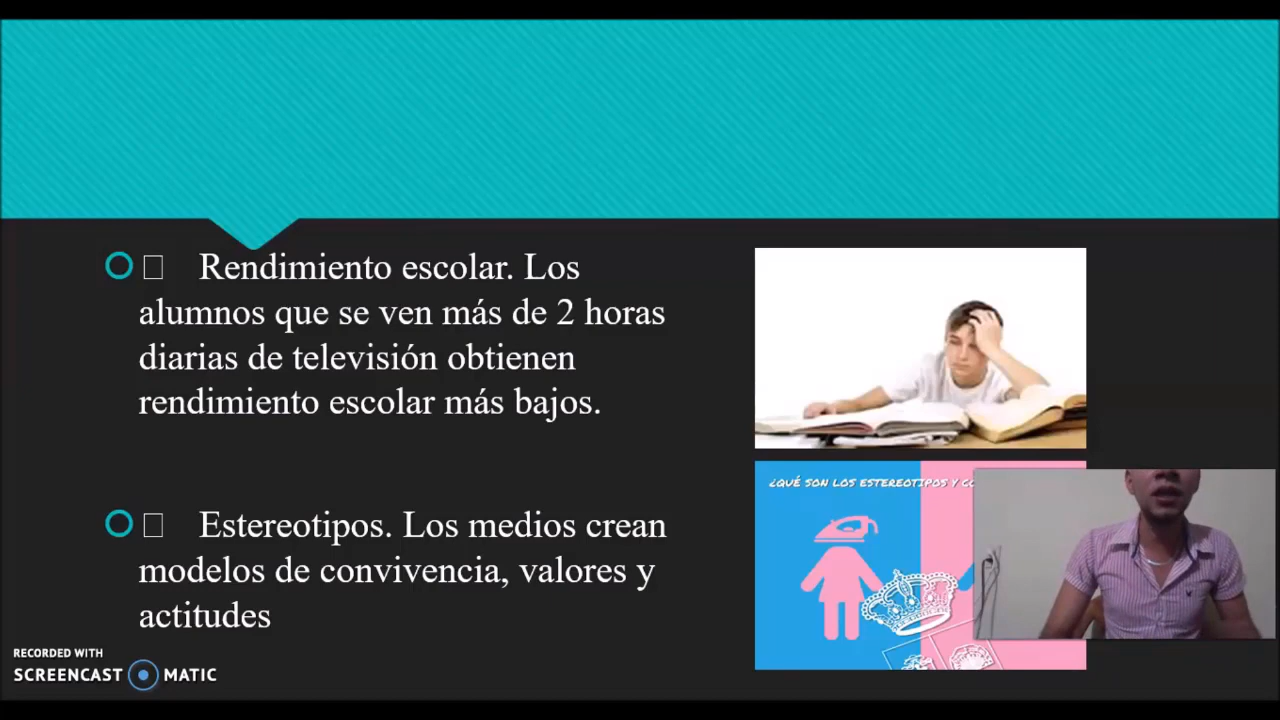 Rendimiento escolar. Los
alumnos que se ven más de 2 horas
diarias de televisión obtienen
rendimiento escolar más bajos.
Estereotipos. Los medios crean
modelos de convivencia, valores y
actitudes
¿QUÉ SON LOS ESTEREOTIPOS Y
RECORDED WITH
SCREENCAST MATIC